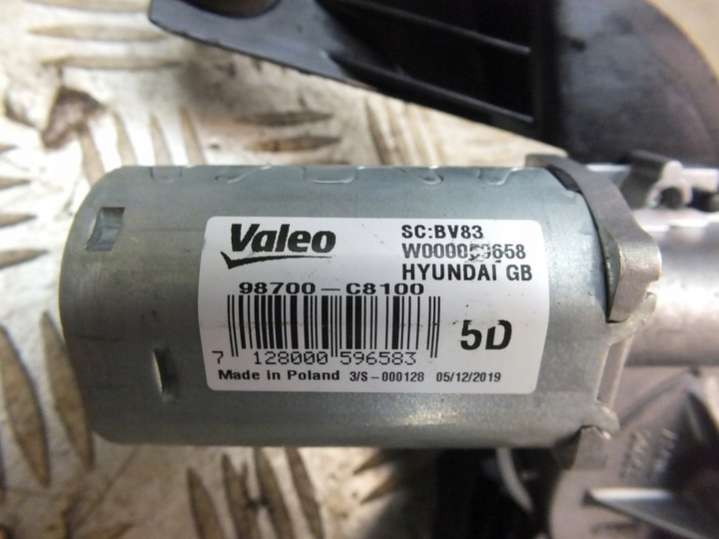 Valeo
SC:BV83
W000059658
HYUNDAI GB
98700-C8100
5D
7 128000 596583
Made in Poland 3/S-000128 05/12/2019